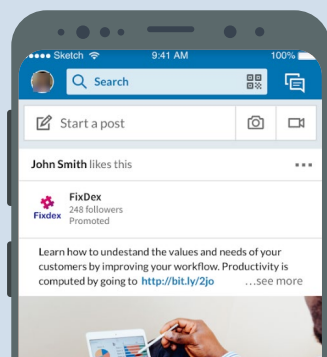 Sketch 9:41 AM 100%
Search
Start a post
John Smith likes this
FixDex
248 followers
Fixdex
Promoted
Learn how to undestand the values and needs of your
customers by improving your workflow. Productivity is
computed by going to http://bit.ly/2jo ...see more